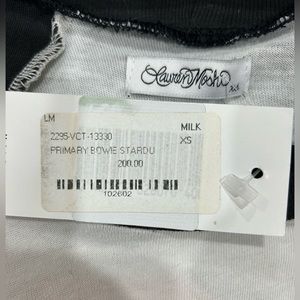 Lauren Moshi
XS
LM
2295-VCT-13330 MILK
PRIMARY BOWIE STARDU XS
200.00
102602